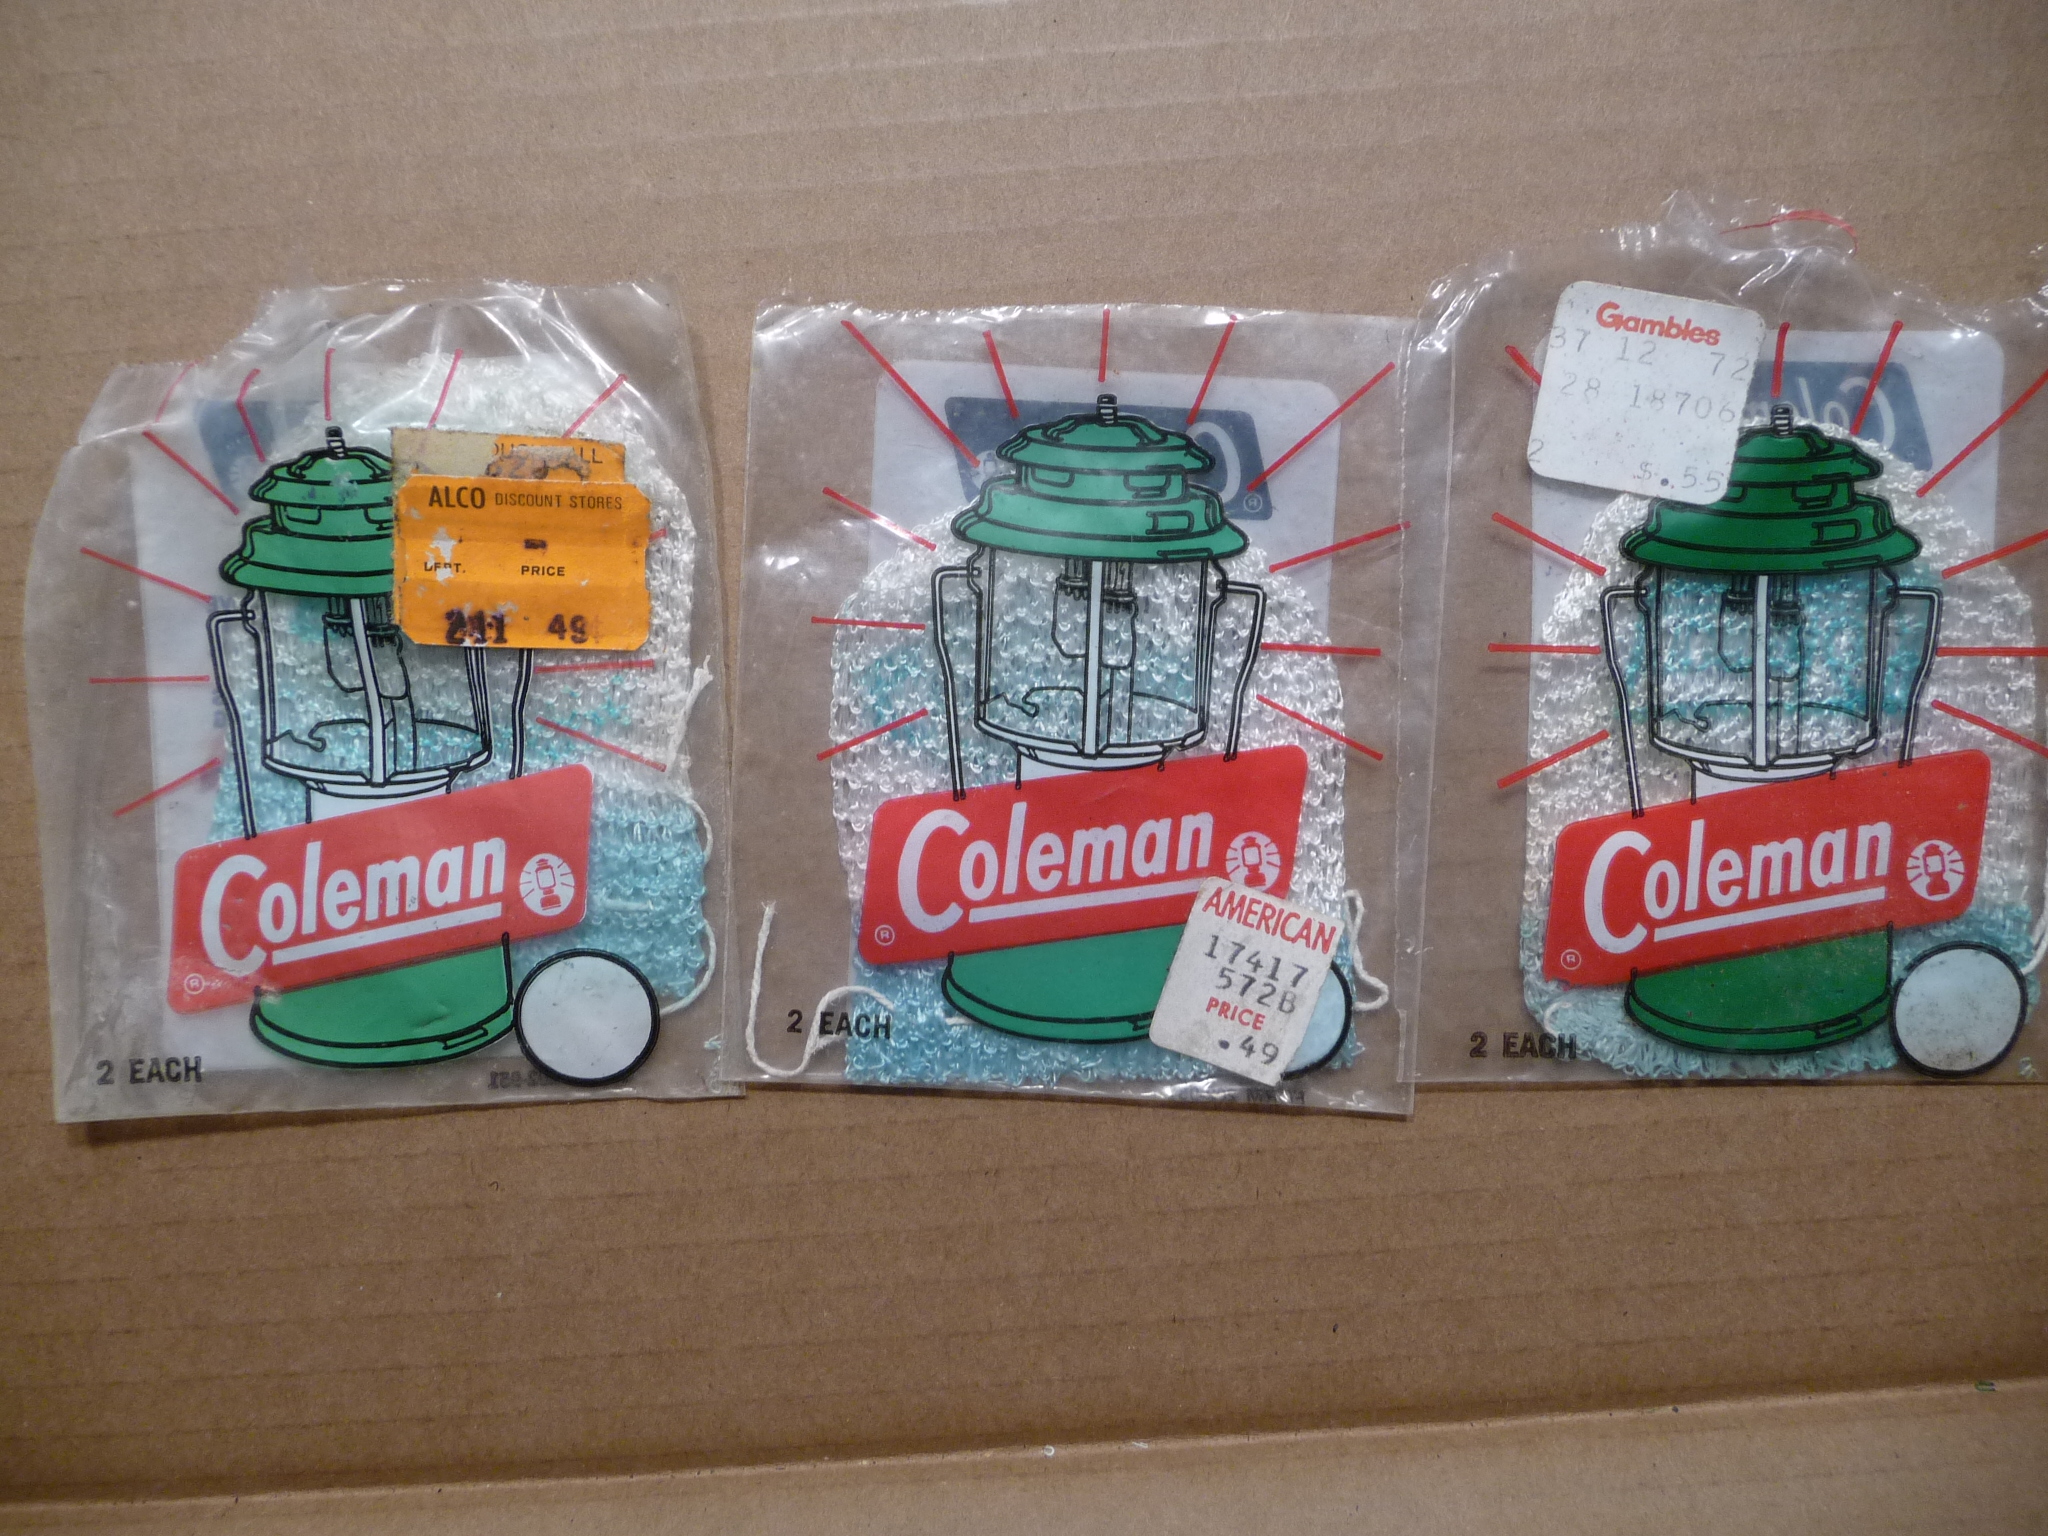 ALCO DISCOUNT STORES
PRICE
241 49¢
Coleman
®
2 EACH
Coleman
®
AMERICAN
17417
572B
PRICE
.49
2 EACH
Gambles
37 12 72
28 18706
2 $.55
Coleman
®
2 EACH